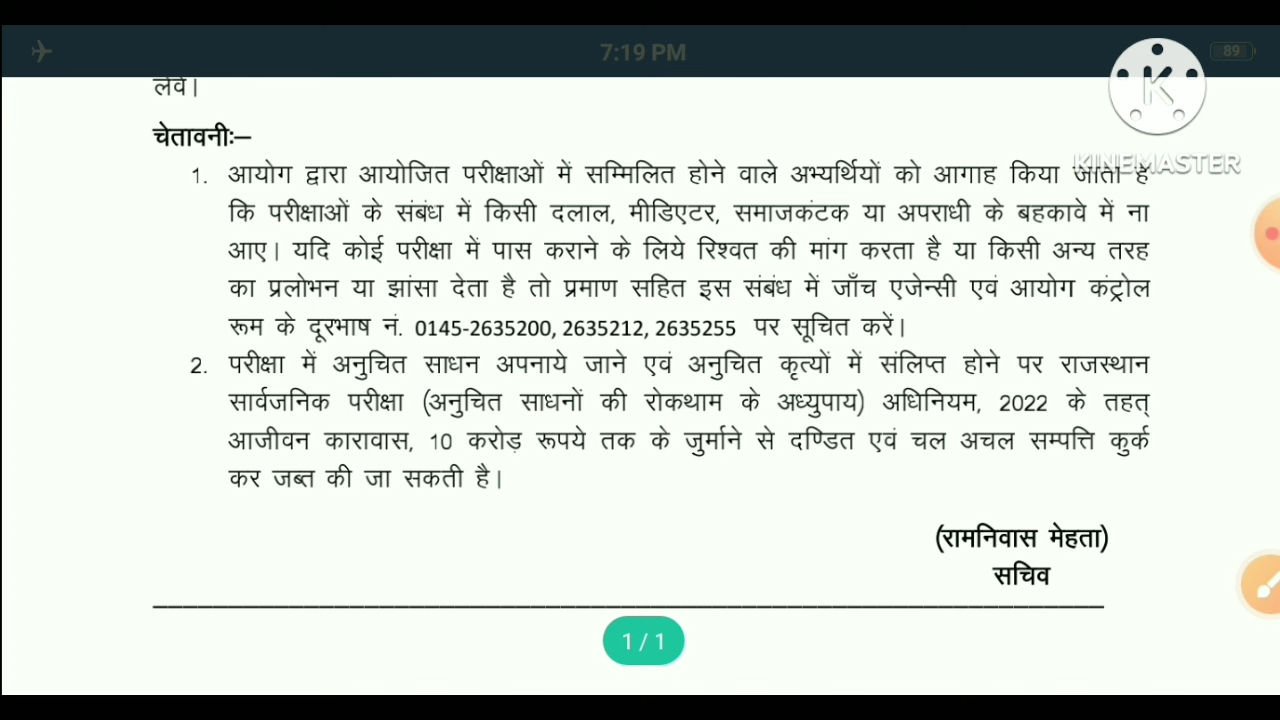 7:19 PM
89
लेवें।
K
KINEMASTER
चेतावनीः–
1. आयोग द्वारा आयोजित परीक्षाओं में सम्मिलित होने वाले अभ्यर्थियों को आगाह किया जाता है
कि परीक्षाओं के संबंध में किसी दलाल, मीडिएटर, समाजकंटक या अपराधी के बहकावे में ना
आए। यदि कोई परीक्षा में पास कराने के लिये रिश्वत की मांग करता है या किसी अन्य तरह
का प्रलोभन या झांसा देता है तो प्रमाण सहित इस संबंध में जाँच एजेन्सी एवं आयोग कंट्रोल
रूम के दूरभाष नं. 0145-2635200, 2635212, 2635255 पर सूचित करें।
2. परीक्षा में अनुचित साधन अपनाये जाने एवं अनुचित कृत्यों में संलिप्त होने पर राजस्थान
सार्वजनिक परीक्षा (अनुचित साधनों की रोकथाम के अध्युपाय) अधिनियम, 2022 के तहत्
आजीवन कारावास, 10 करोड़ रूपये तक के जुर्माने से दण्डित एवं चल अचल सम्पत्ति कुर्क
कर जब्त की जा सकती है।
(रामनिवास मेहता)
सचिव
1 / 1